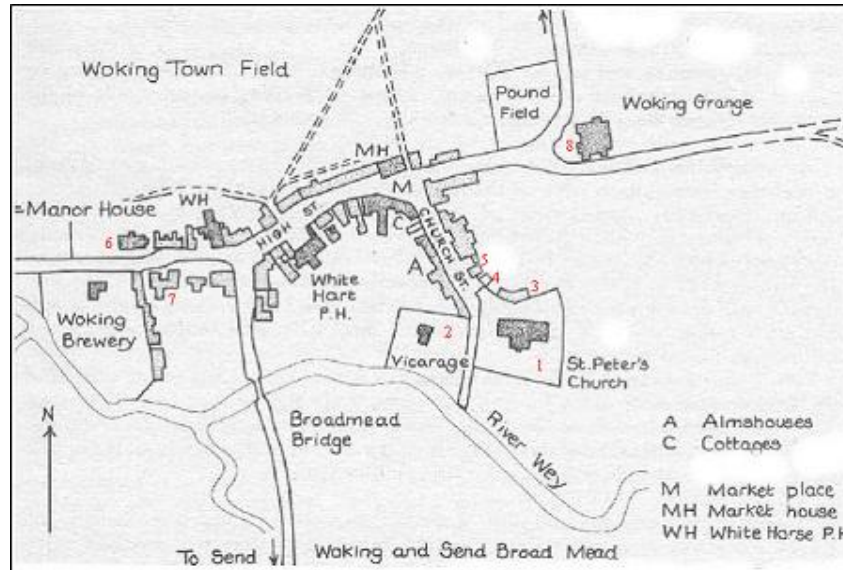 Woking Town Field
Pound
Field
Woking Grange
8
MH
M
Manor House
WH
HIGH ST.
C
CHURCH ST.
6
5
4
3
A
White
Hart
P.H.
7
Woking
Brewery
2
Vicarage
1
St. Peter's
Church
N
Broadmead
Bridge
River Wey
A Almshouses
C Cottages
M Market place
MH Market house
WH White Horse P.H
To Send
Woking and Send Broad Mead